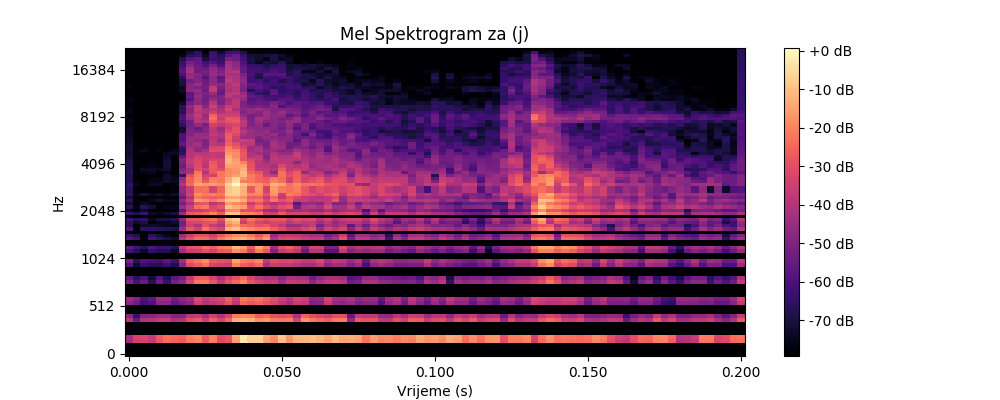 Mel Spektrogram za (j)
16384
8192
4096
2048
1024
512
0
Hz
0.000 0.050 0.100 0.150 0.200
Vrijeme (s)
+0 dB
-10 dB
-20 dB
-30 dB
-40 dB
-50 dB
-60 dB
-70 dB